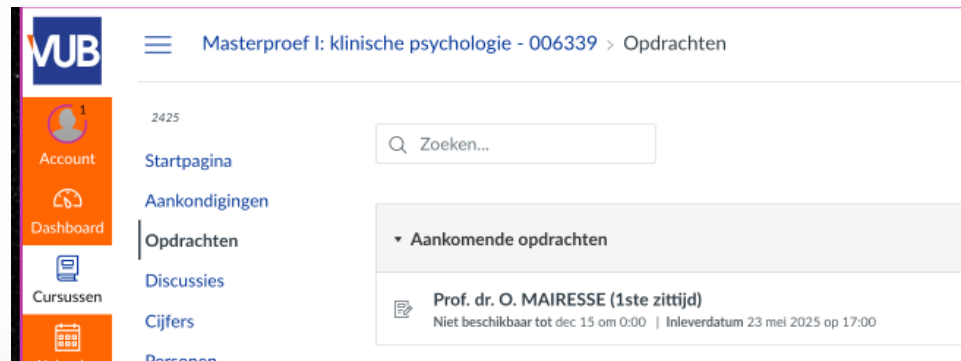 VUB
Masterproef I: klinische psychologie - 006339 > Opdrachten
1
Account
Dashboard
Cursussen
2425
Startpagina
Aankondigingen
Opdrachten
Discussies
Cijfers
Personen
Zoeken...
Aankomende opdrachten
Prof. dr. O. MAIRESSE (1ste zittijd)
Niet beschikbaar tot dec 15 om 0:00 | Inleverdatum 23 mei 2025 op 17:00